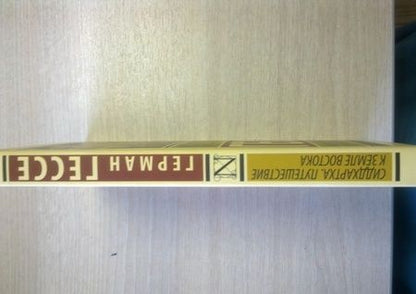 ГЕРМАН ГЕССЕ
СИДДХАРТХА. ПУТЕШЕСТВИЕ
К ЗЕМЛЕ ВОСТОКА